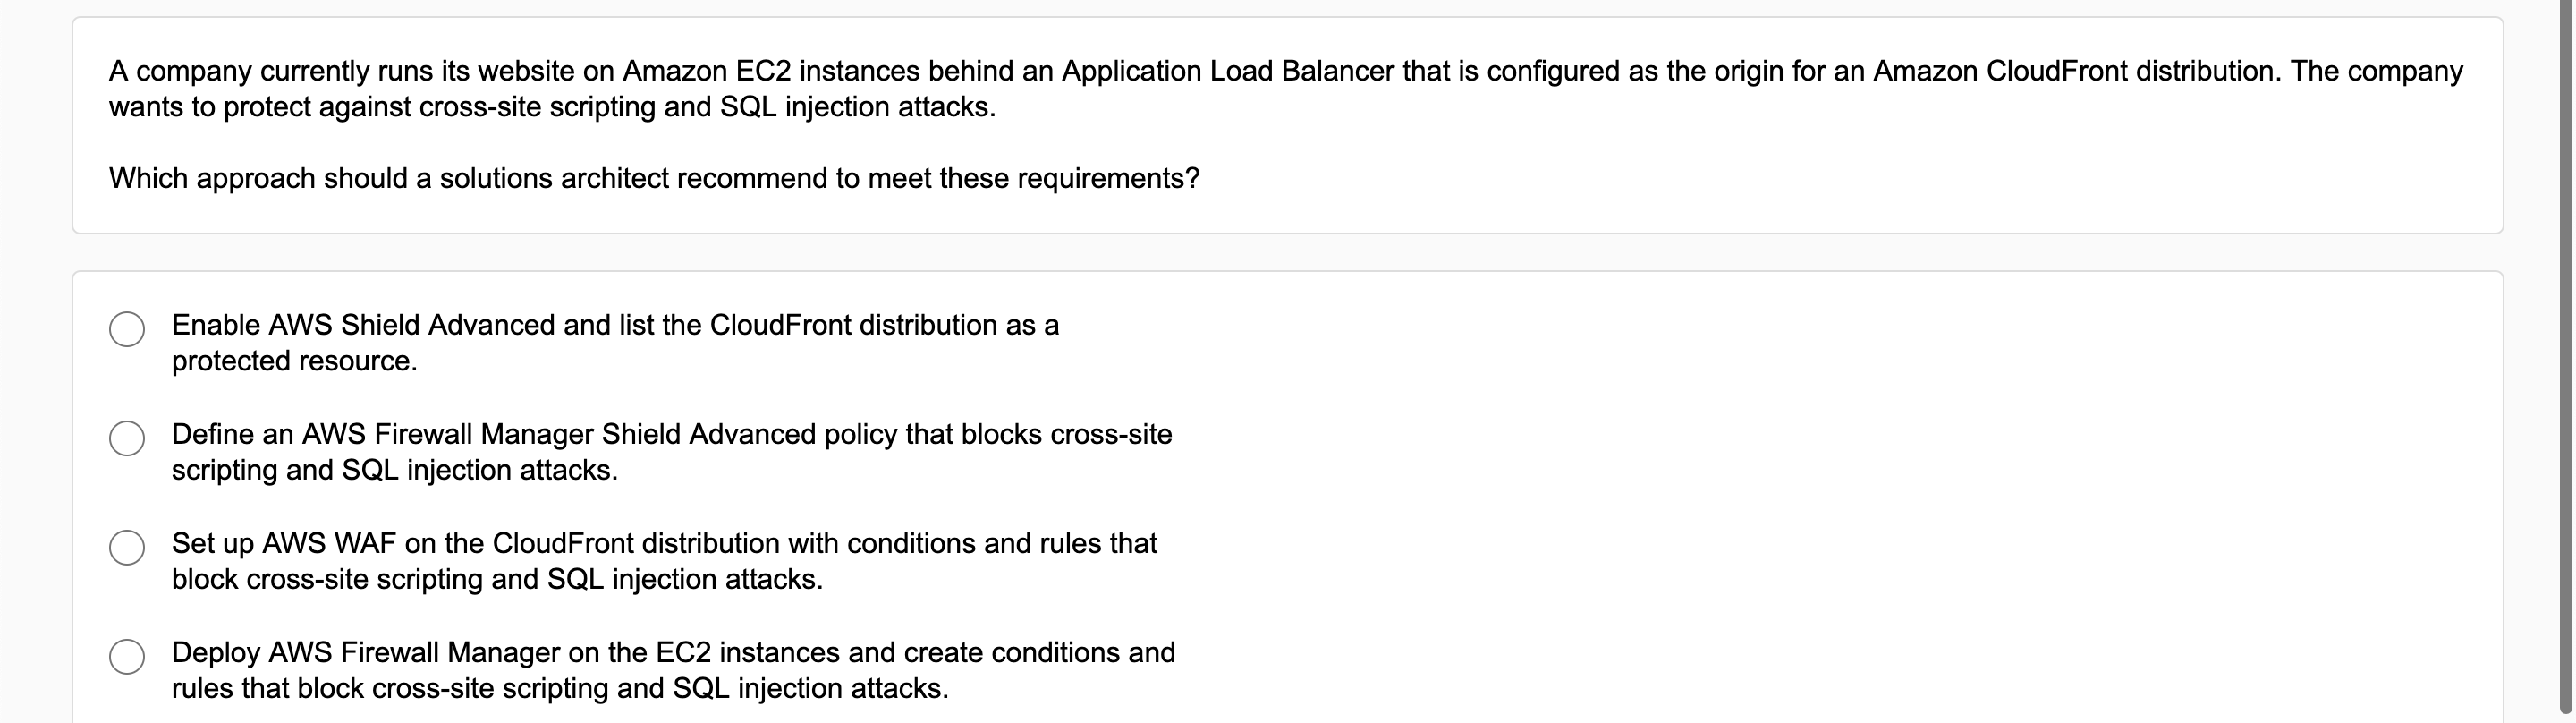 A company currently runs its website on Amazon EC2 instances behind an Application Load Balancer that is configured as the origin for an Amazon CloudFront distribution. The company
wants to protect against cross-site scripting and SQL injection attacks.
Which approach should a solutions architect recommend to meet these requirements?
Enable AWS Shield Advanced and list the CloudFront distribution as a
protected resource.
Define an AWS Firewall Manager Shield Advanced policy that blocks cross-site
scripting and SQL injection attacks.
Set up AWS WAF on the CloudFront distribution with conditions and rules that
block cross-site scripting and SQL injection attacks.
Deploy AWS Firewall Manager on the EC2 instances and create conditions and
rules that block cross-site scripting and SQL injection attacks.